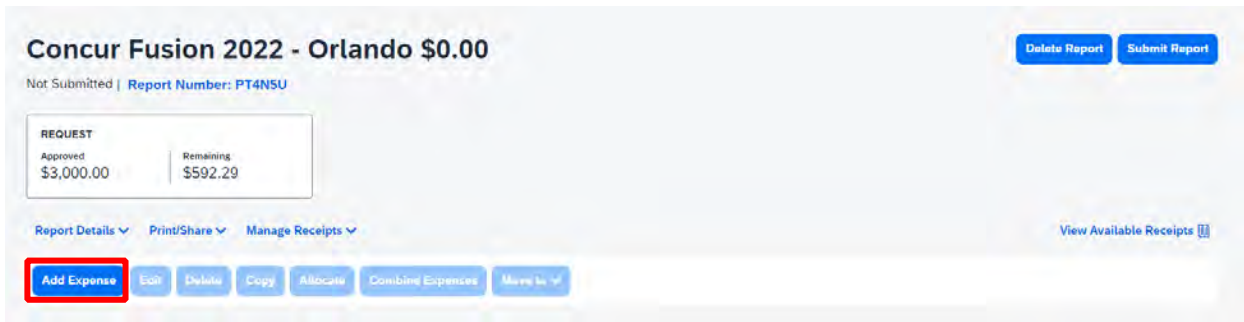 Concur Fusion 2022 - Orlando $0.00
Delete Report Submit Report
Not Submitted | Report Number: PT4N5U
REQUEST
Approved Remaining
$3,000.00 $592.29
Report Details Print/Share Manage Receipts View Available Receipts
Add Expense Edit Delete Copy Allocate Combine Expenses Move to